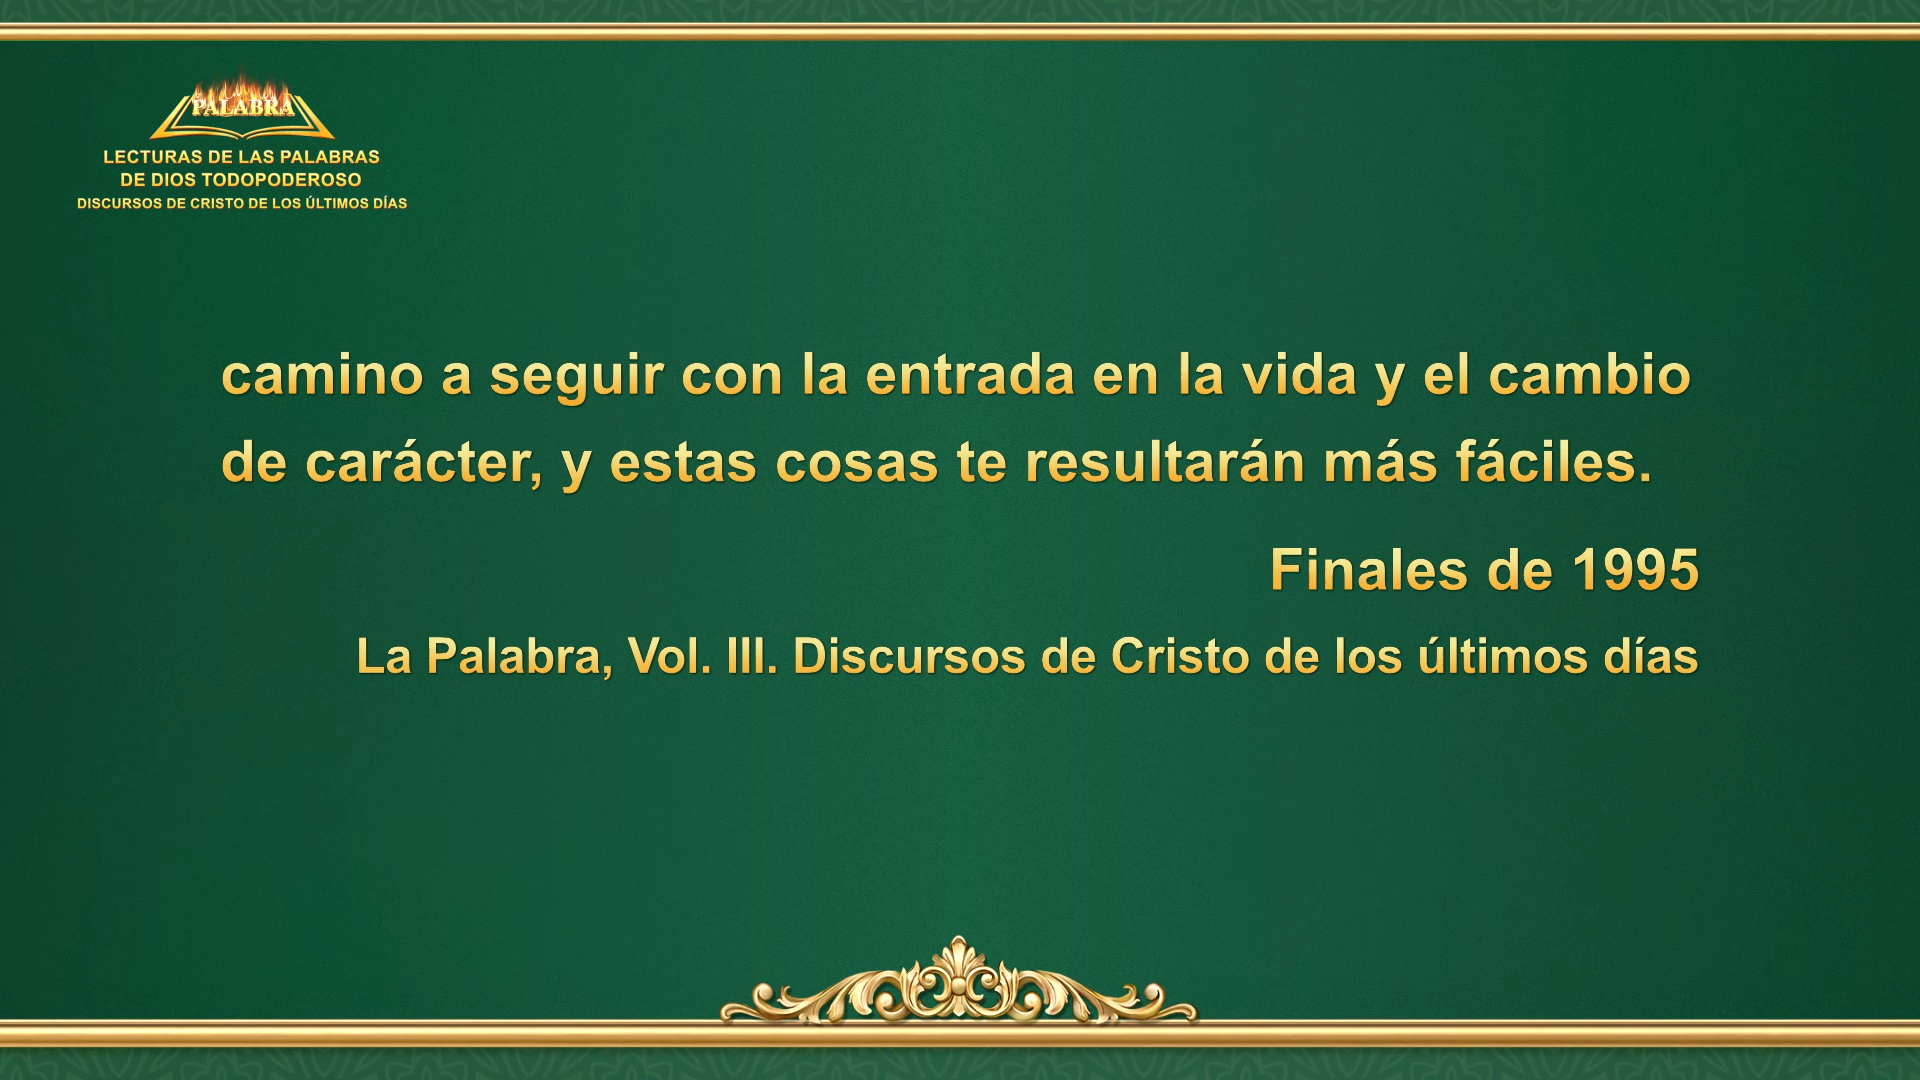 PALABRA
LECTURAS DE LAS PALABRAS
DE DIOS TODOPODEROSO
DISCURSOS DE CRISTO DE LOS ÚLTIMOS DÍAS
camino a seguir con la entrada en la vida y el cambio
de carácter, y estas cosas te resultarán más fáciles.
Finales de 1995
La Palabra, Vol. III. Discursos de Cristo de los últimos días